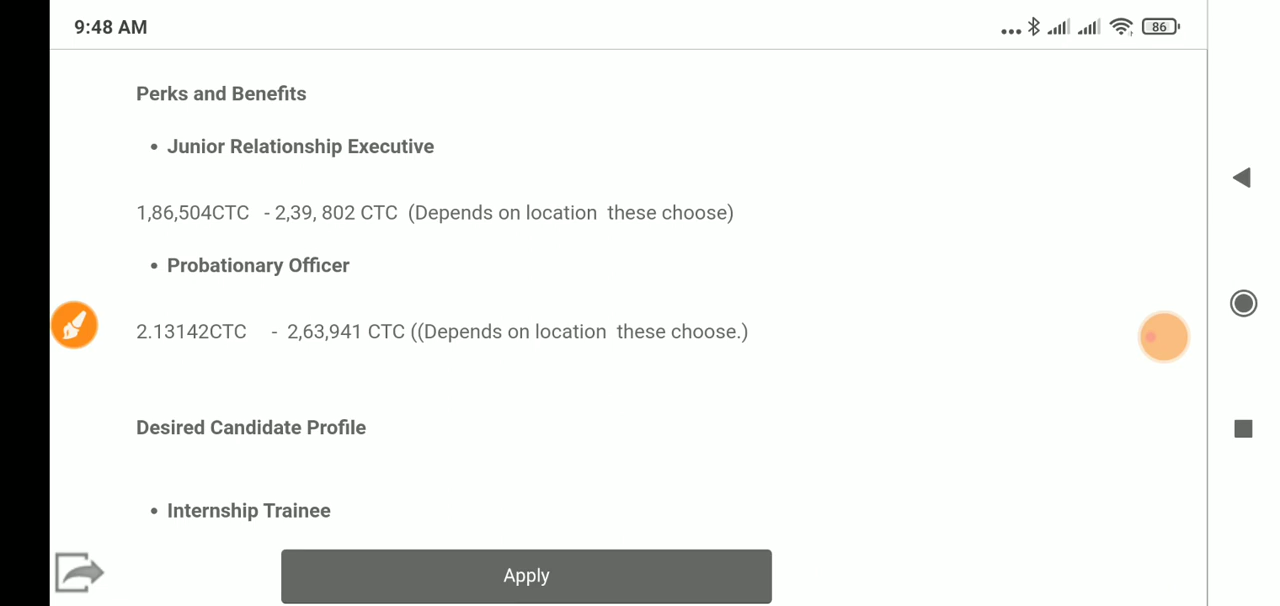 9:48 AM
86
Perks and Benefits
• Junior Relationship Executive
1,86,504CTC - 2,39, 802 CTC (Depends on location these choose)
• Probationary Officer
2.13142CTC - 2,63,941 CTC ((Depends on location these choose.)
Desired Candidate Profile
• Internship Trainee
Apply